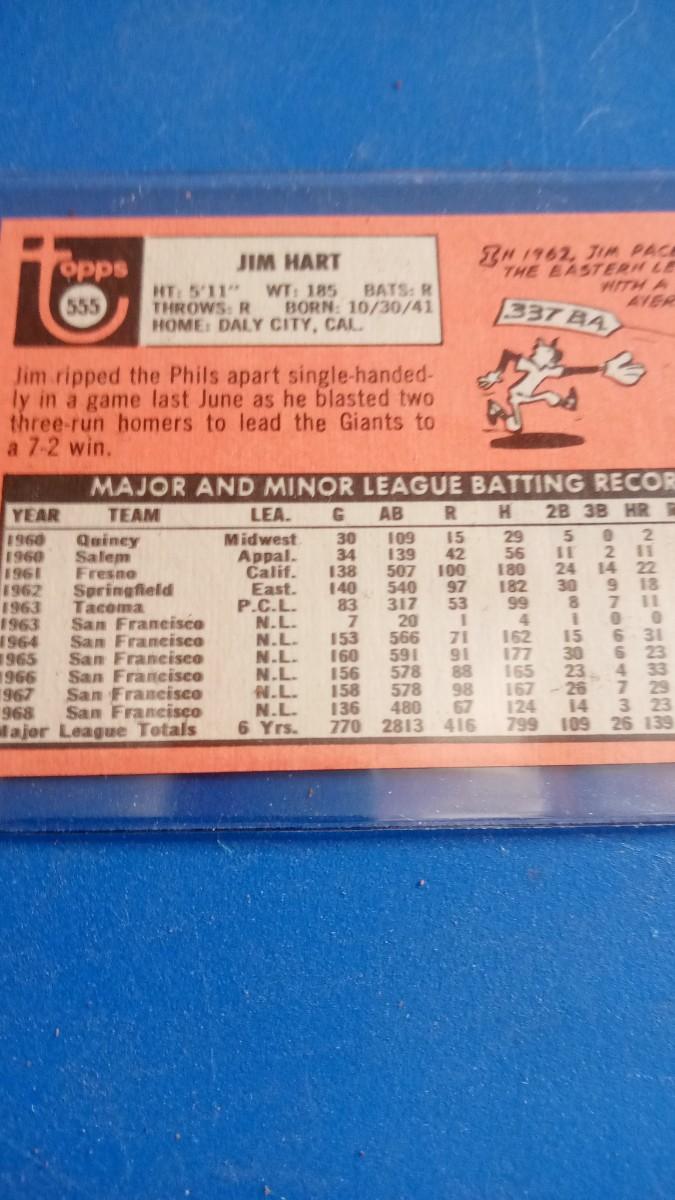 topps
555
JIM HART
HT: 5'11" WT: 185 BATS: R
THROWS: R BORN: 10/30/41
HOME: DALY CITY, CAL.
IN 1962, JIM PACE
THE EASTERN LE
WITH A
AVER
.337 BA
Jim ripped the Phils apart single-handed-
ly in a game last June as he blasted two
three-run homers to lead the Giants to
a 7-2 win.
MAJOR AND MINOR LEAGUE BATTING RECOR
YEAR TEAM LEA. G AB R H 2B 3B HR R
1960 Quincy Midwest 30 109 15 29 5 0 2
1960 Salem Appal. 34 139 42 56 11 2 11
1961 Fresno Calif. 138 507 100 180 24 14 22
1962 Springfield East. 140 540 97 182 30 9 18
1963 Tacoma P.C.L. 83 317 53 99 8 7 11
1963 San Francisco N.L. 7 20 1 4 1 0 0
1964 San Francisco N.L. 153 566 71 162 15 6 31
1965 San Francisco N.L. 160 591 91 177 30 6 23
1966 San Francisco N.L. 156 578 88 165 23 4 33
1967 San Francisco N.L. 158 578 98 167 26 7 29
1968 San Francisco N.L. 136 480 67 124 14 3 23
Major League Totals 6 Yrs. 770 2813 416 799 109 26 139